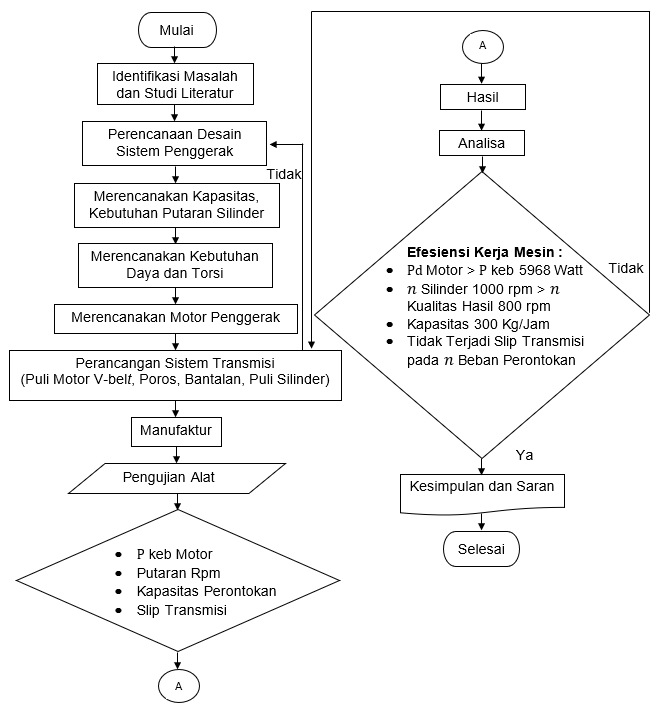 Mulai
Identifikasi Masalah
dan Studi Literatur
Perencanaan Desain
Sistem Penggerak
Tidak
Merencanakan Kapasitas,
Kebutuhan Putaran Silinder
Merencanakan Kebutuhan
Daya dan Torsi
Merencanakan Motor Penggerak
Perancangan Sistem Transmisi
(Puli Motor V-belt, Poros, Bantalan, Puli Silinder)
Manufaktur
Pengujian Alat
• P keb Motor
• Putaran Rpm
• Kapasitas Perontokan
• Slip Transmisi
A
A
Hasil
Analisa
Efesiensi Kerja Mesin :
• Pd Motor > P keb 5968 Watt
• n Silinder 1000 rpm > n
Kualitas Hasil 800 rpm
• Kapasitas 300 Kg/Jam
• Tidak Terjadi Slip Transmisi
pada n Beban Perontokan
Tidak
Ya
Kesimpulan dan Saran
Selesai